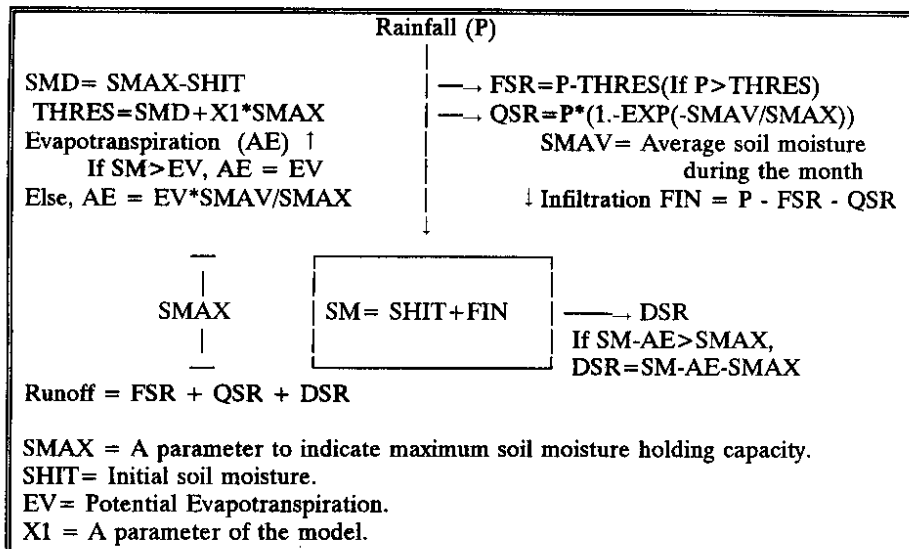 Rainfall (P)
SMD= SMAX-SHIT
→ FSR=P-THRES(If P>THRES)
THRES=SMD+X1*SMAX
→ QSR=P*(1.-EXP(-SMAV/SMAX))
Evapotranspiration (AE) ↑
SMAV= Average soil moisture
If SM>EV, AE = EV
during the month
Else, AE = EV*SMAV/SMAX
↓ Infiltration FIN = P - FSR - QSR
SMAX
SM= SHIT+FIN
→ DSR
If SM-AE>SMAX,
DSR=SM-AE-SMAX
Runoff = FSR + QSR + DSR
SMAX = A parameter to indicate maximum soil moisture holding capacity.
SHIT= Initial soil moisture.
EV= Potential Evapotranspiration.
X1 = A parameter of the model.